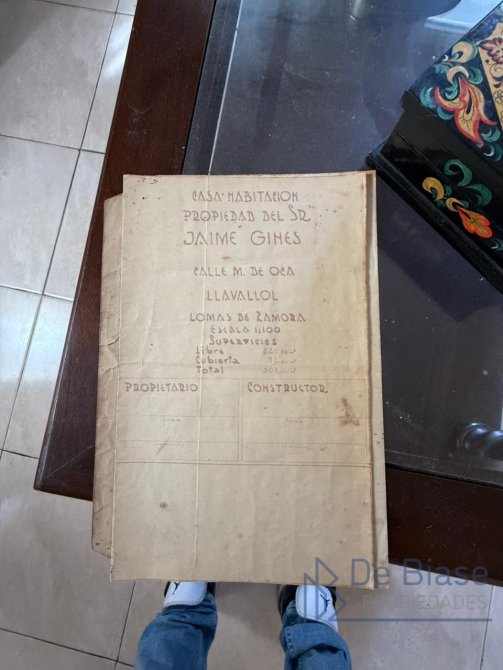 CASA-HABITACION
PROPIEDAD DEL SR.
JAIME GINES
CALLE M. DE OCA
LLAVALLOL
LOMAS DE ZAMORA
ESCALA 1:100
SUPERFICIES
Libre
Cubierta
Total
PROPIETARIO
CONSTRUCTOR
De Biase
PROPIEDADES